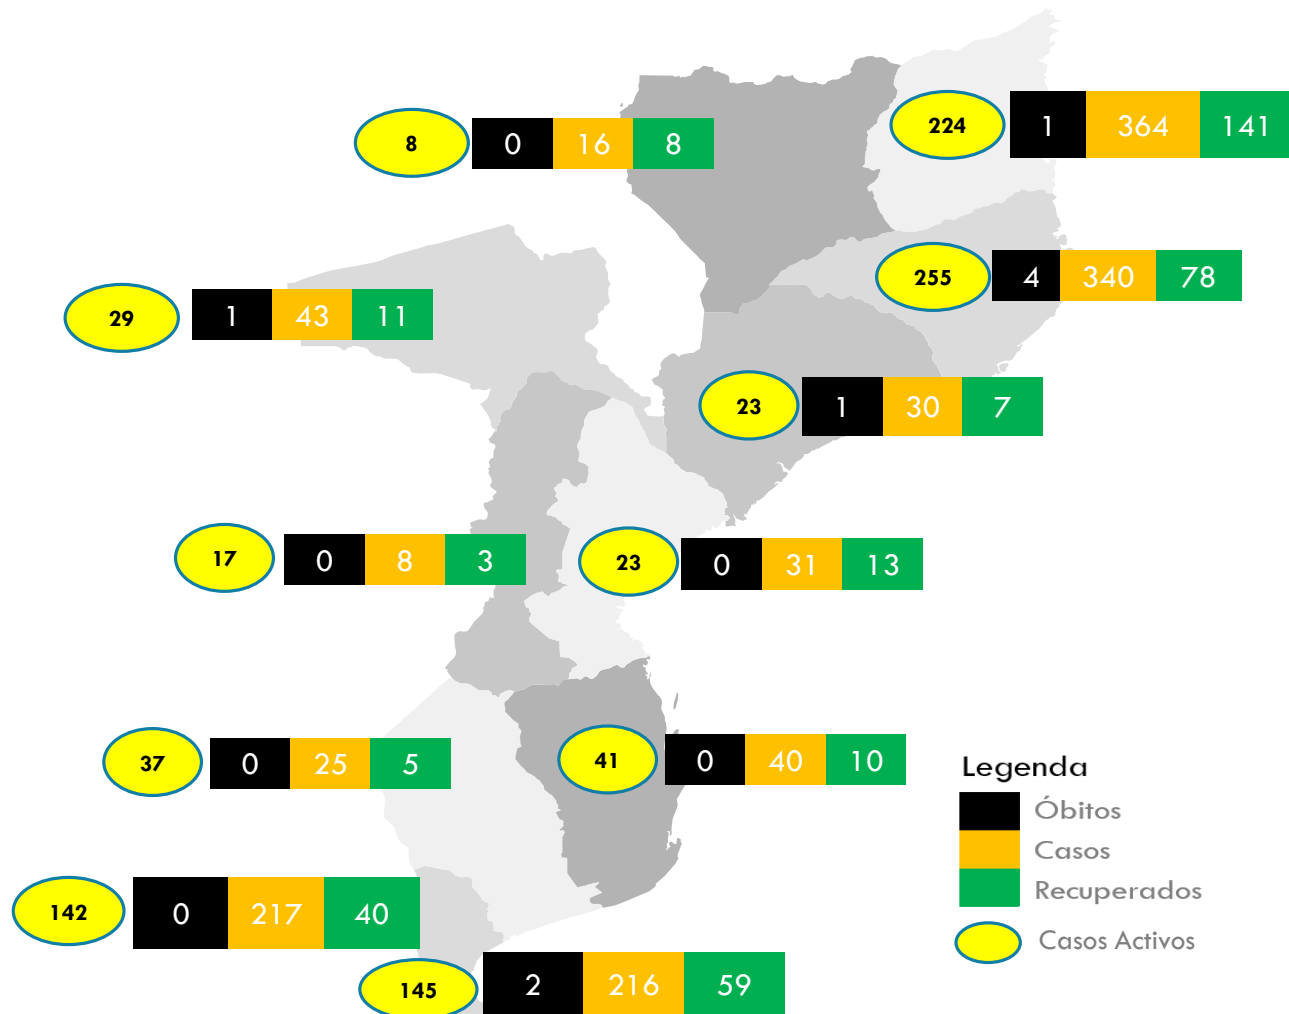 224 1 364 141
8 0 16 8
255 4 340 78
29 1 43 11
23 1 30 7
17 0 8 3
23 0 31 13
37 0 25 5
41 0 40 10
Legenda
Óbitos
Casos
Recuperados
Casos Activos
142 0 217 40
145 2 216 59